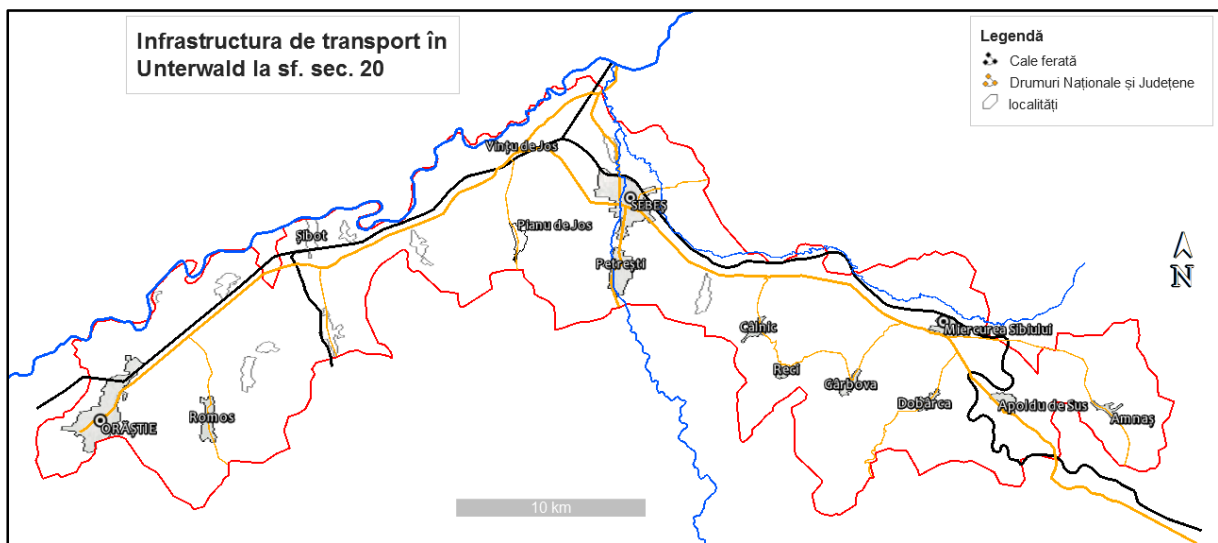 Infrastructura de transport în
Unterwald la sf. sec. 20
Legendă
Cale ferată
Drumuri Naționale și Județene
localități
Vințu de Jos
SEBEȘ
Șibot
Pianu de Jos
Petrești
N
Câlnic
Miercurea Sibiului
Reci
Gârbova
Dobârca
Apoldu de Sus
Amnaș
Romos
ORĂȘTIE
10 km